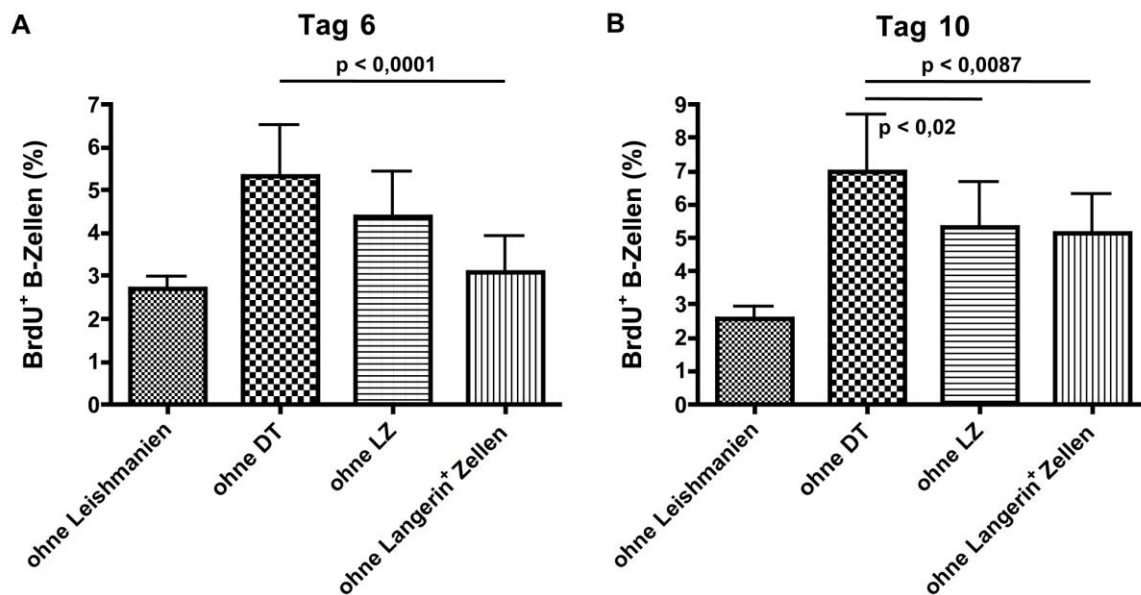 A
Tag 6
p < 0,0001
BrdU⁺ B-Zellen (%)
7
6
5
4
3
2
1
0
ohne Leishmanien
ohne DT
ohne LZ
ohne Langerin⁺ Zellen
B
Tag 10
p < 0,0087
p < 0,02
BrdU⁺ B-Zellen (%)
9
8
7
6
5
4
3
2
1
0
ohne Leishmanien
ohne DT
ohne LZ
ohne Langerin⁺ Zellen